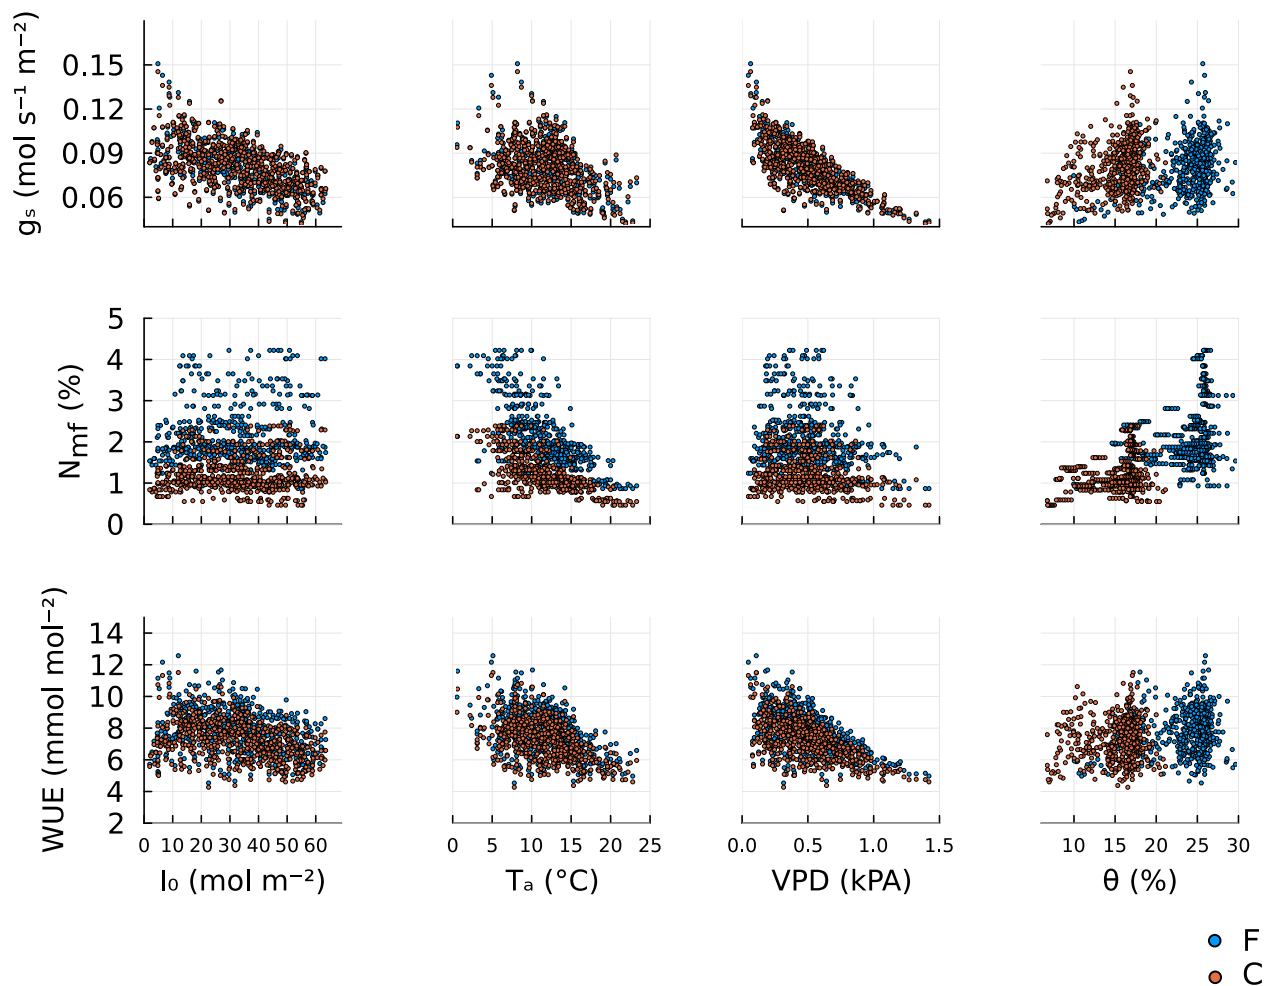 gₛ (mol s⁻¹ m⁻²)
0.15
0.12
0.09
0.06
N_mf (%)
5
4
3
2
1
0
WUE (mmol mol⁻²)
14
12
10
8
6
4
2
0 10 20 30 40 50 60
0 5 10 15 20 25
0.0 0.5 1.0 1.5
10 15 20 25 30
I₀ (mol m⁻²)
Tₐ (°C)
VPD (kPA)
θ (%)
F
C